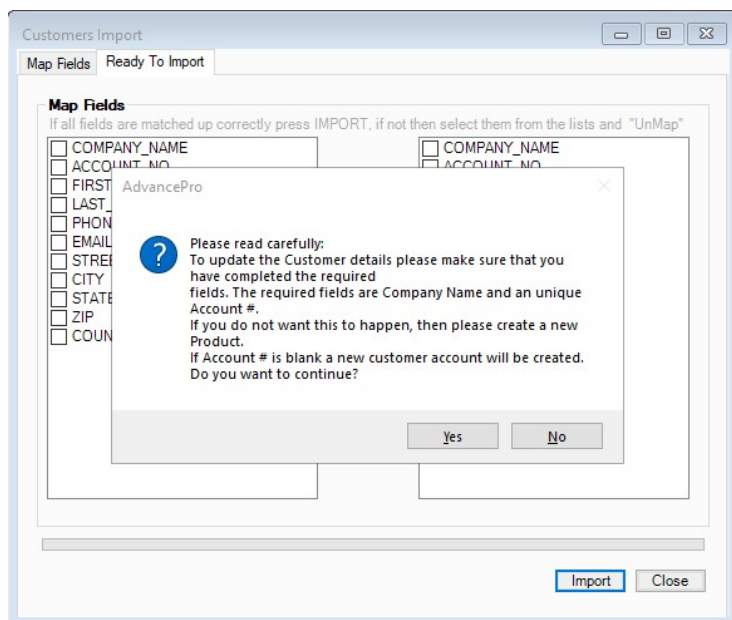 Customers Import
Map Fields Ready To Import
Map Fields
If all fields are matched up correctly press IMPORT, if not then select them from the lists and "UnMap"
COMPANY_NAME COMPANY_NAME
ACCOUNT_NO ACCOUNT_NO
FIRST
LAST_
PHON
EMAIL
STREE
CITY
STATE
ZIP
COUN
AdvancePro
Please read carefully:
To update the Customer details please make sure that you
have completed the required
fields. The required fields are Company Name and an unique
Account #.
If you do not want this to happen, then please create a new
Product.
If Account # is blank a new customer account will be created.
Do you want to continue?
Yes No
Import Close